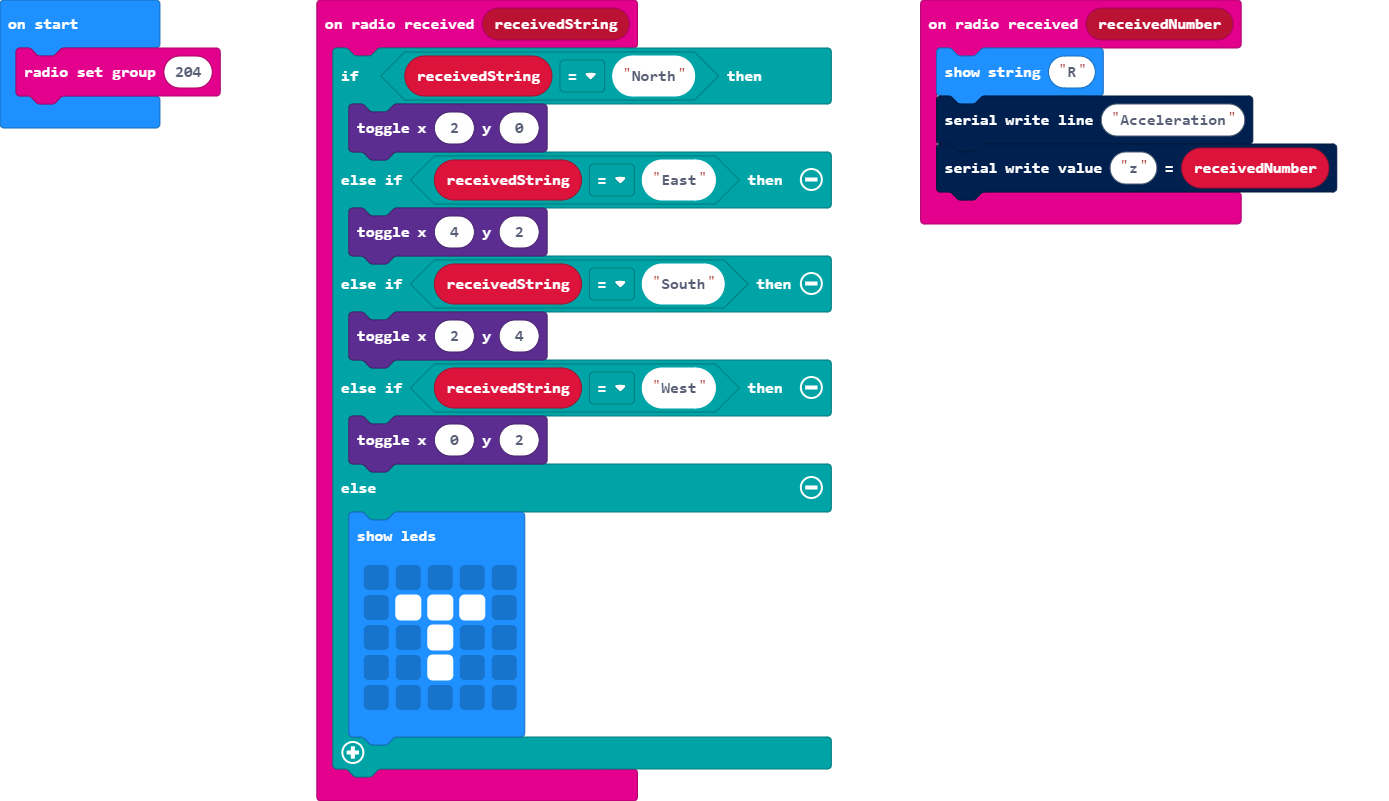 on start
radio set group 204
on radio received receivedString
if receivedString = "North" then
toggle x 2 y 0
else if receivedString = "East" then
toggle x 4 y 2
else if receivedString = "South" then
toggle x 2 y 4
else if receivedString = "West" then
toggle x 0 y 2
else
show leds
on radio received receivedNumber
show string "R"
serial write line "Acceleration"
serial write value "z" = receivedNumber